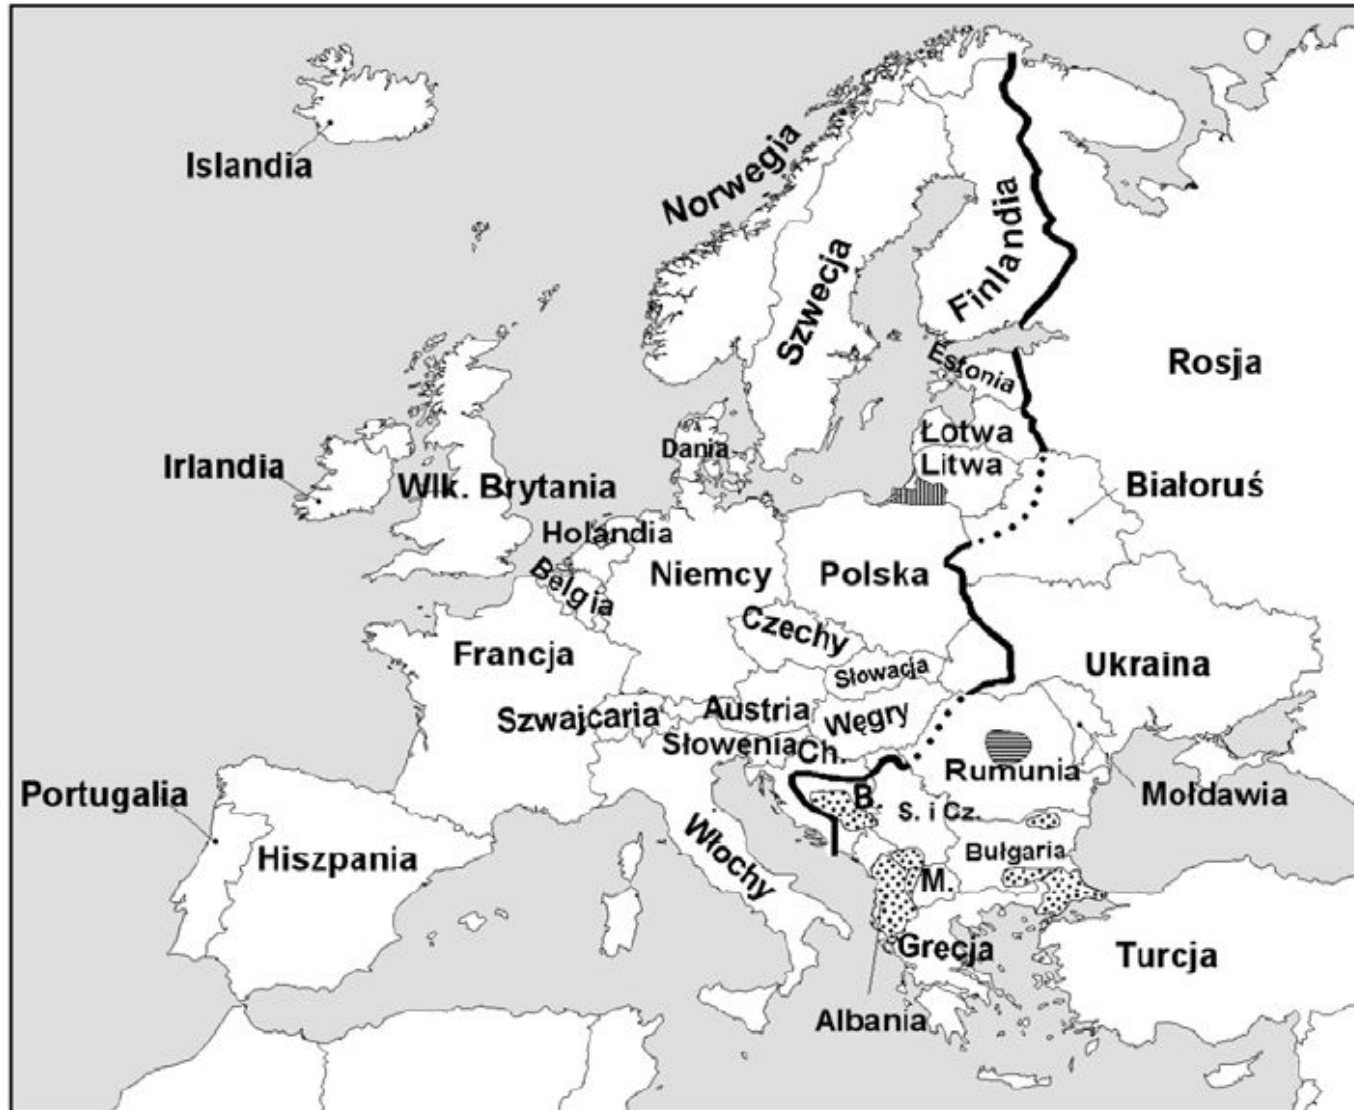 Islandia
Norwegia
Szwecja
Finlandia
Estonia
Rosja
Łotwa
Litwa
Dania
Irlandia
Wlk. Brytania
Białoruś
Holandia
Belgia
Niemcy
Polska
Czechy
Francja
Słowacja
Ukraina
Szwajcaria
Austria
Węgry
Słowenia
Ch.
Rumunia
Mołdawia
Portugalia
B.
S. i Cz.
Hiszpania
Włochy
Bułgaria
M.
Grecja
Turcja
Albania